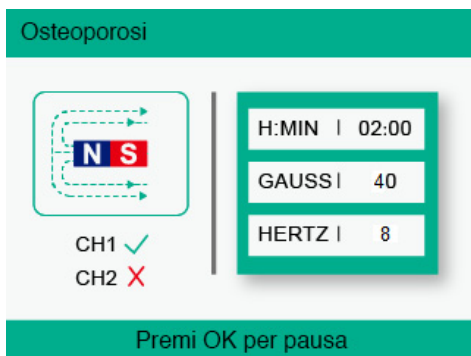 Osteoporosi
N S
CH1 ✓
CH2 X
H:MIN | 02:00
GAUSS | 40
HERTZ | 8
Premi OK per pausa